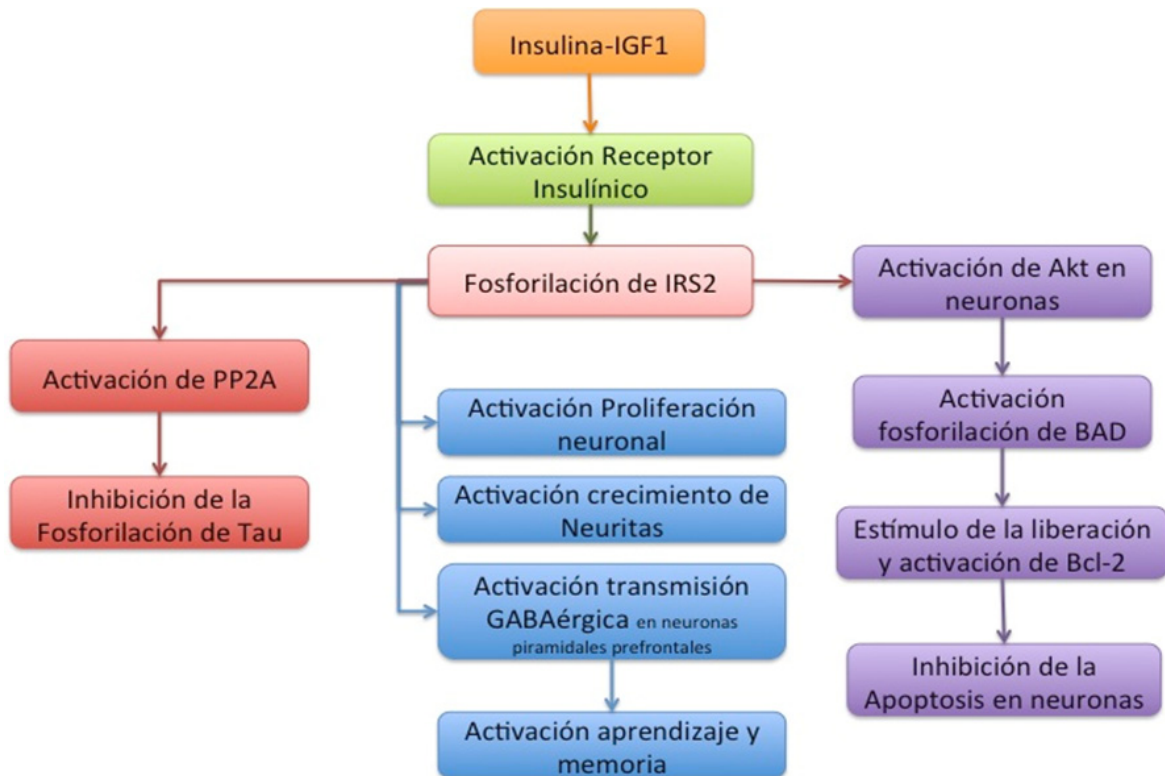 Insulina-IGF1
Activación Receptor
Insulínico
Fosforilación de IRS2
Activación de PP2A
Inhibición de la
Fosforilación de Tau
Activación Proliferación
neuronal
Activación crecimiento de
Neuritas
Activación transmisión
GABAérgica en neuronas
piramidales prefrontales
Activación aprendizaje y
memoria
Activación de Akt en
neuronas
Activación
fosforilación de BAD
Estímulo de la liberación
y activación de Bcl-2
Inhibición de la
Apoptosis en neuronas